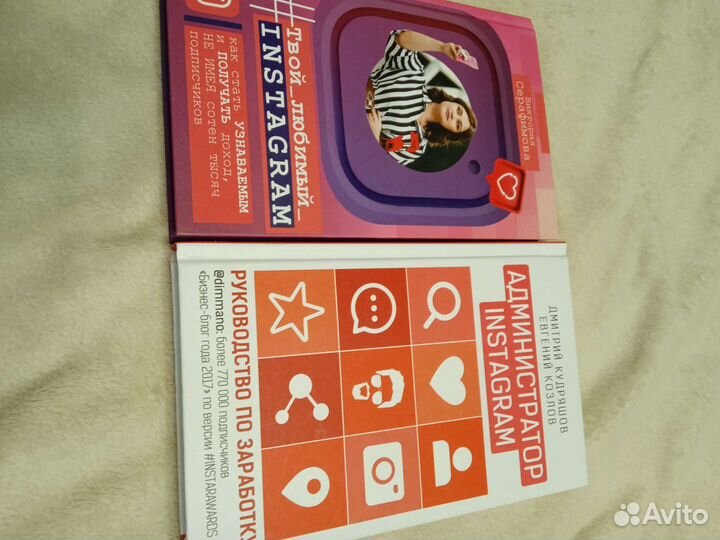 Виктория
Серафимова
Твой_любимый_
INSTAGRAM
как стать УЗНАВАЕМЫМ
и ПОЛУЧАТЬ доход,
НЕ ИМЕЯ сотен тысяч
подписчиков
ДМИТРИЙ КУДРЯШОВ
ЕВГЕНИЙ КОЗЛОВ
АДМИНИСТРАТОР
INSTAGRAM
РУКОВОДСТВО ПО ЗАРАБОТКУ
@dimmano: более 770 000 подписчиков
«Бизнес-блог года 2017» по версии #INSTARAWARDS
Avito